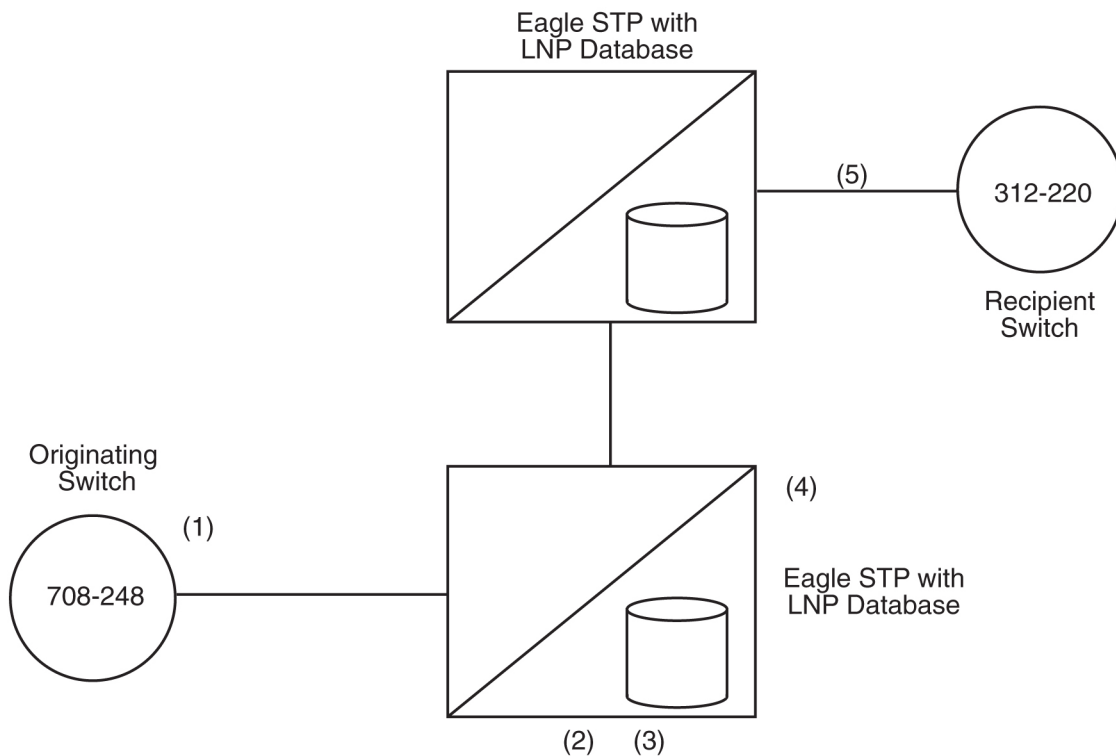 Eagle STP with
LNP Database
(5)
312-220
Recipient
Switch
Originating
Switch
(1)
(4)
708-248
Eagle STP with
LNP Database
(2) (3)